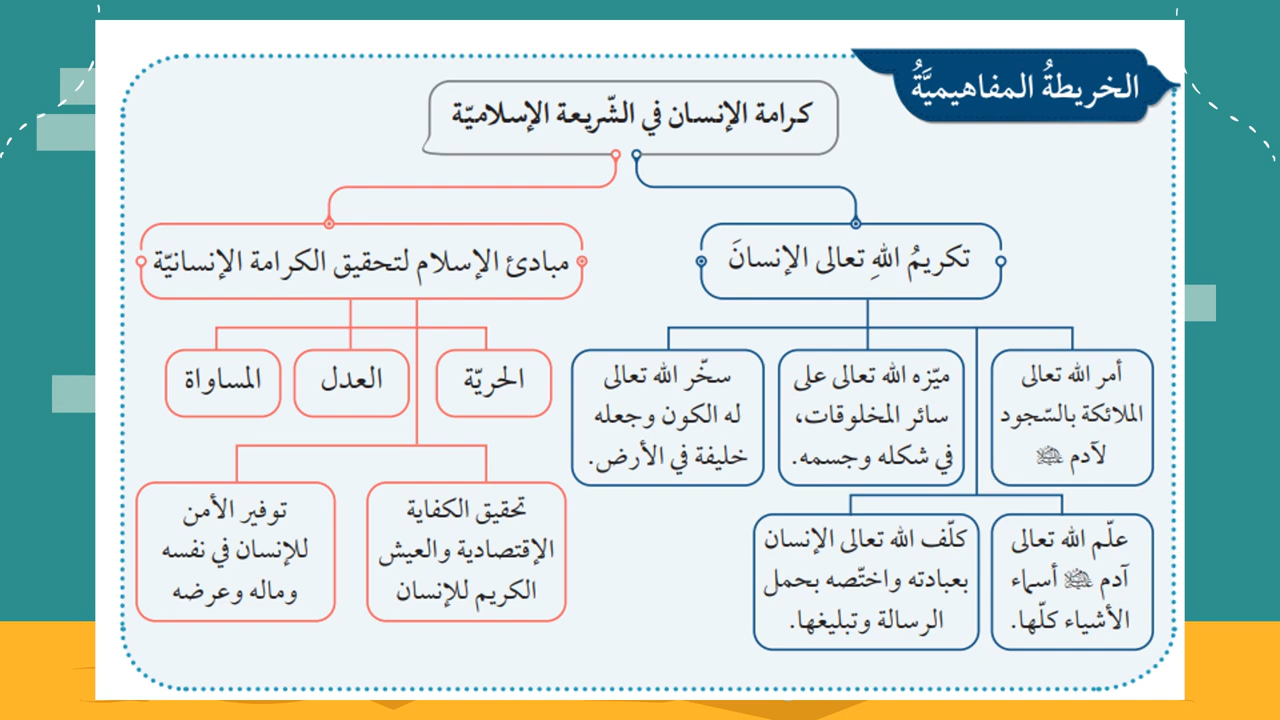 الخريطةُ المفاهيميَّةُ
كرامة الإنسان في الشّريعة الإسلاميّة
تكريمُ اللهِ تعالى الإنسانَ
أمر الله تعالى
الملائكة بالسّجود
لآدم ﷺ
ميّزه الله تعالى على
سائر المخلوقات،
في شكله وجسمه.
سخّر الله تعالى
له الكون وجعله
خليفة في الأرض.
علّم الله تعالى
آدم ﷺ أسماء
الأشياء كلّها.
كلّف الله تعالى الإنسان
بعبادته واختّصه بحمل
الرسالة وتبليغها.
مبادئ الإسلام لتحقيق الكرامة الإنسانيّة
الحريّة
العدل
المساواة
تحقيق الكفاية
الإقتصادية والعيش
الكريم للإنسان
توفير الأمن
للإنسان في نفسه
وماله وعرضه